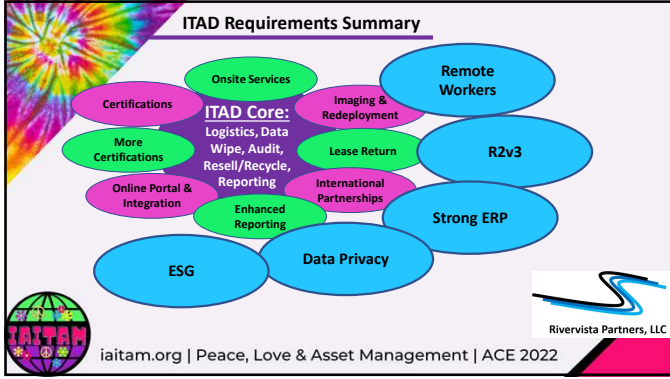 ITAD Requirements Summary
Onsite Services
Remote
Workers
Certifications
Imaging &
Redeployment
ITAD Core:
Logistics, Data
Wipe, Audit,
Resell/Recycle,
Reporting
More
Certifications
Lease Return
R2v3
Online Portal &
Integration
International
Partnerships
Enhanced
Reporting
Strong ERP
Data Privacy
ESG
Rivervista Partners, LLC
IAITAM
iaitam.org | Peace, Love & Asset Management | ACE 2022